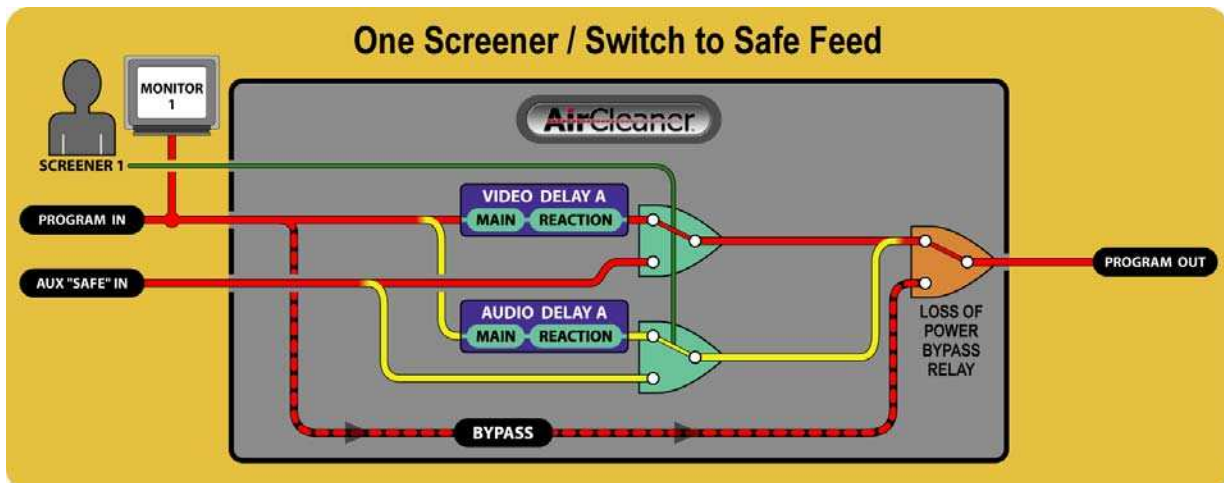 One Screener / Switch to Safe Feed
MONITOR
1
AirCleaner
SCREENER 1
VIDEO DELAY A
MAIN REACTION
PROGRAM IN
AUX "SAFE" IN
PROGRAM OUT
AUDIO DELAY A
MAIN REACTION
LOSS OF
POWER
BYPASS
RELAY
BYPASS